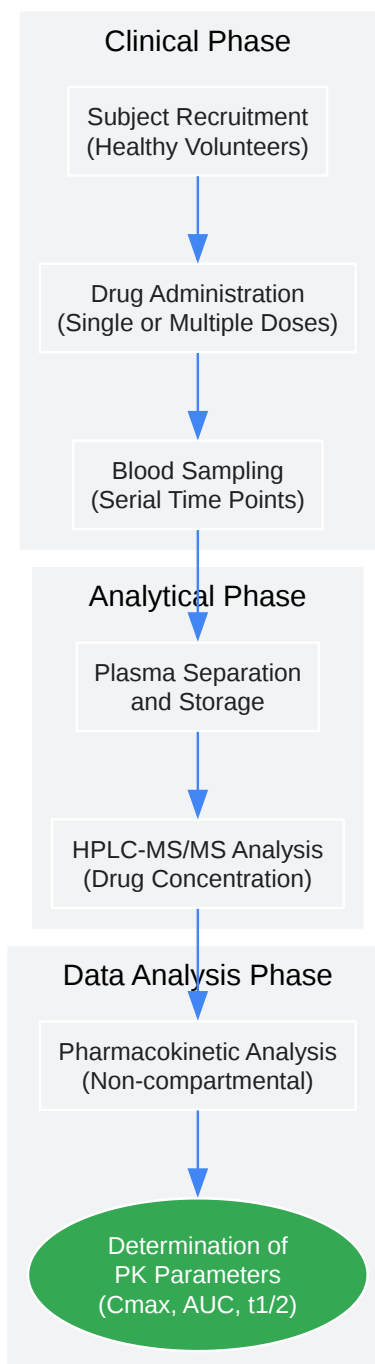 Clinical Phase
Subject Recruitment
(Healthy Volunteers)
Drug Administration
(Single or Multiple Doses)
Blood Sampling
(Serial Time Points)
Analytical Phase
Plasma Separation
and Storage
HPLC-MS/MS Analysis
(Drug Concentration)
Data Analysis Phase
Pharmacokinetic Analysis
(Non-compartmental)
Determination of
PK Parameters
(Cmax, AUC, t1/2)